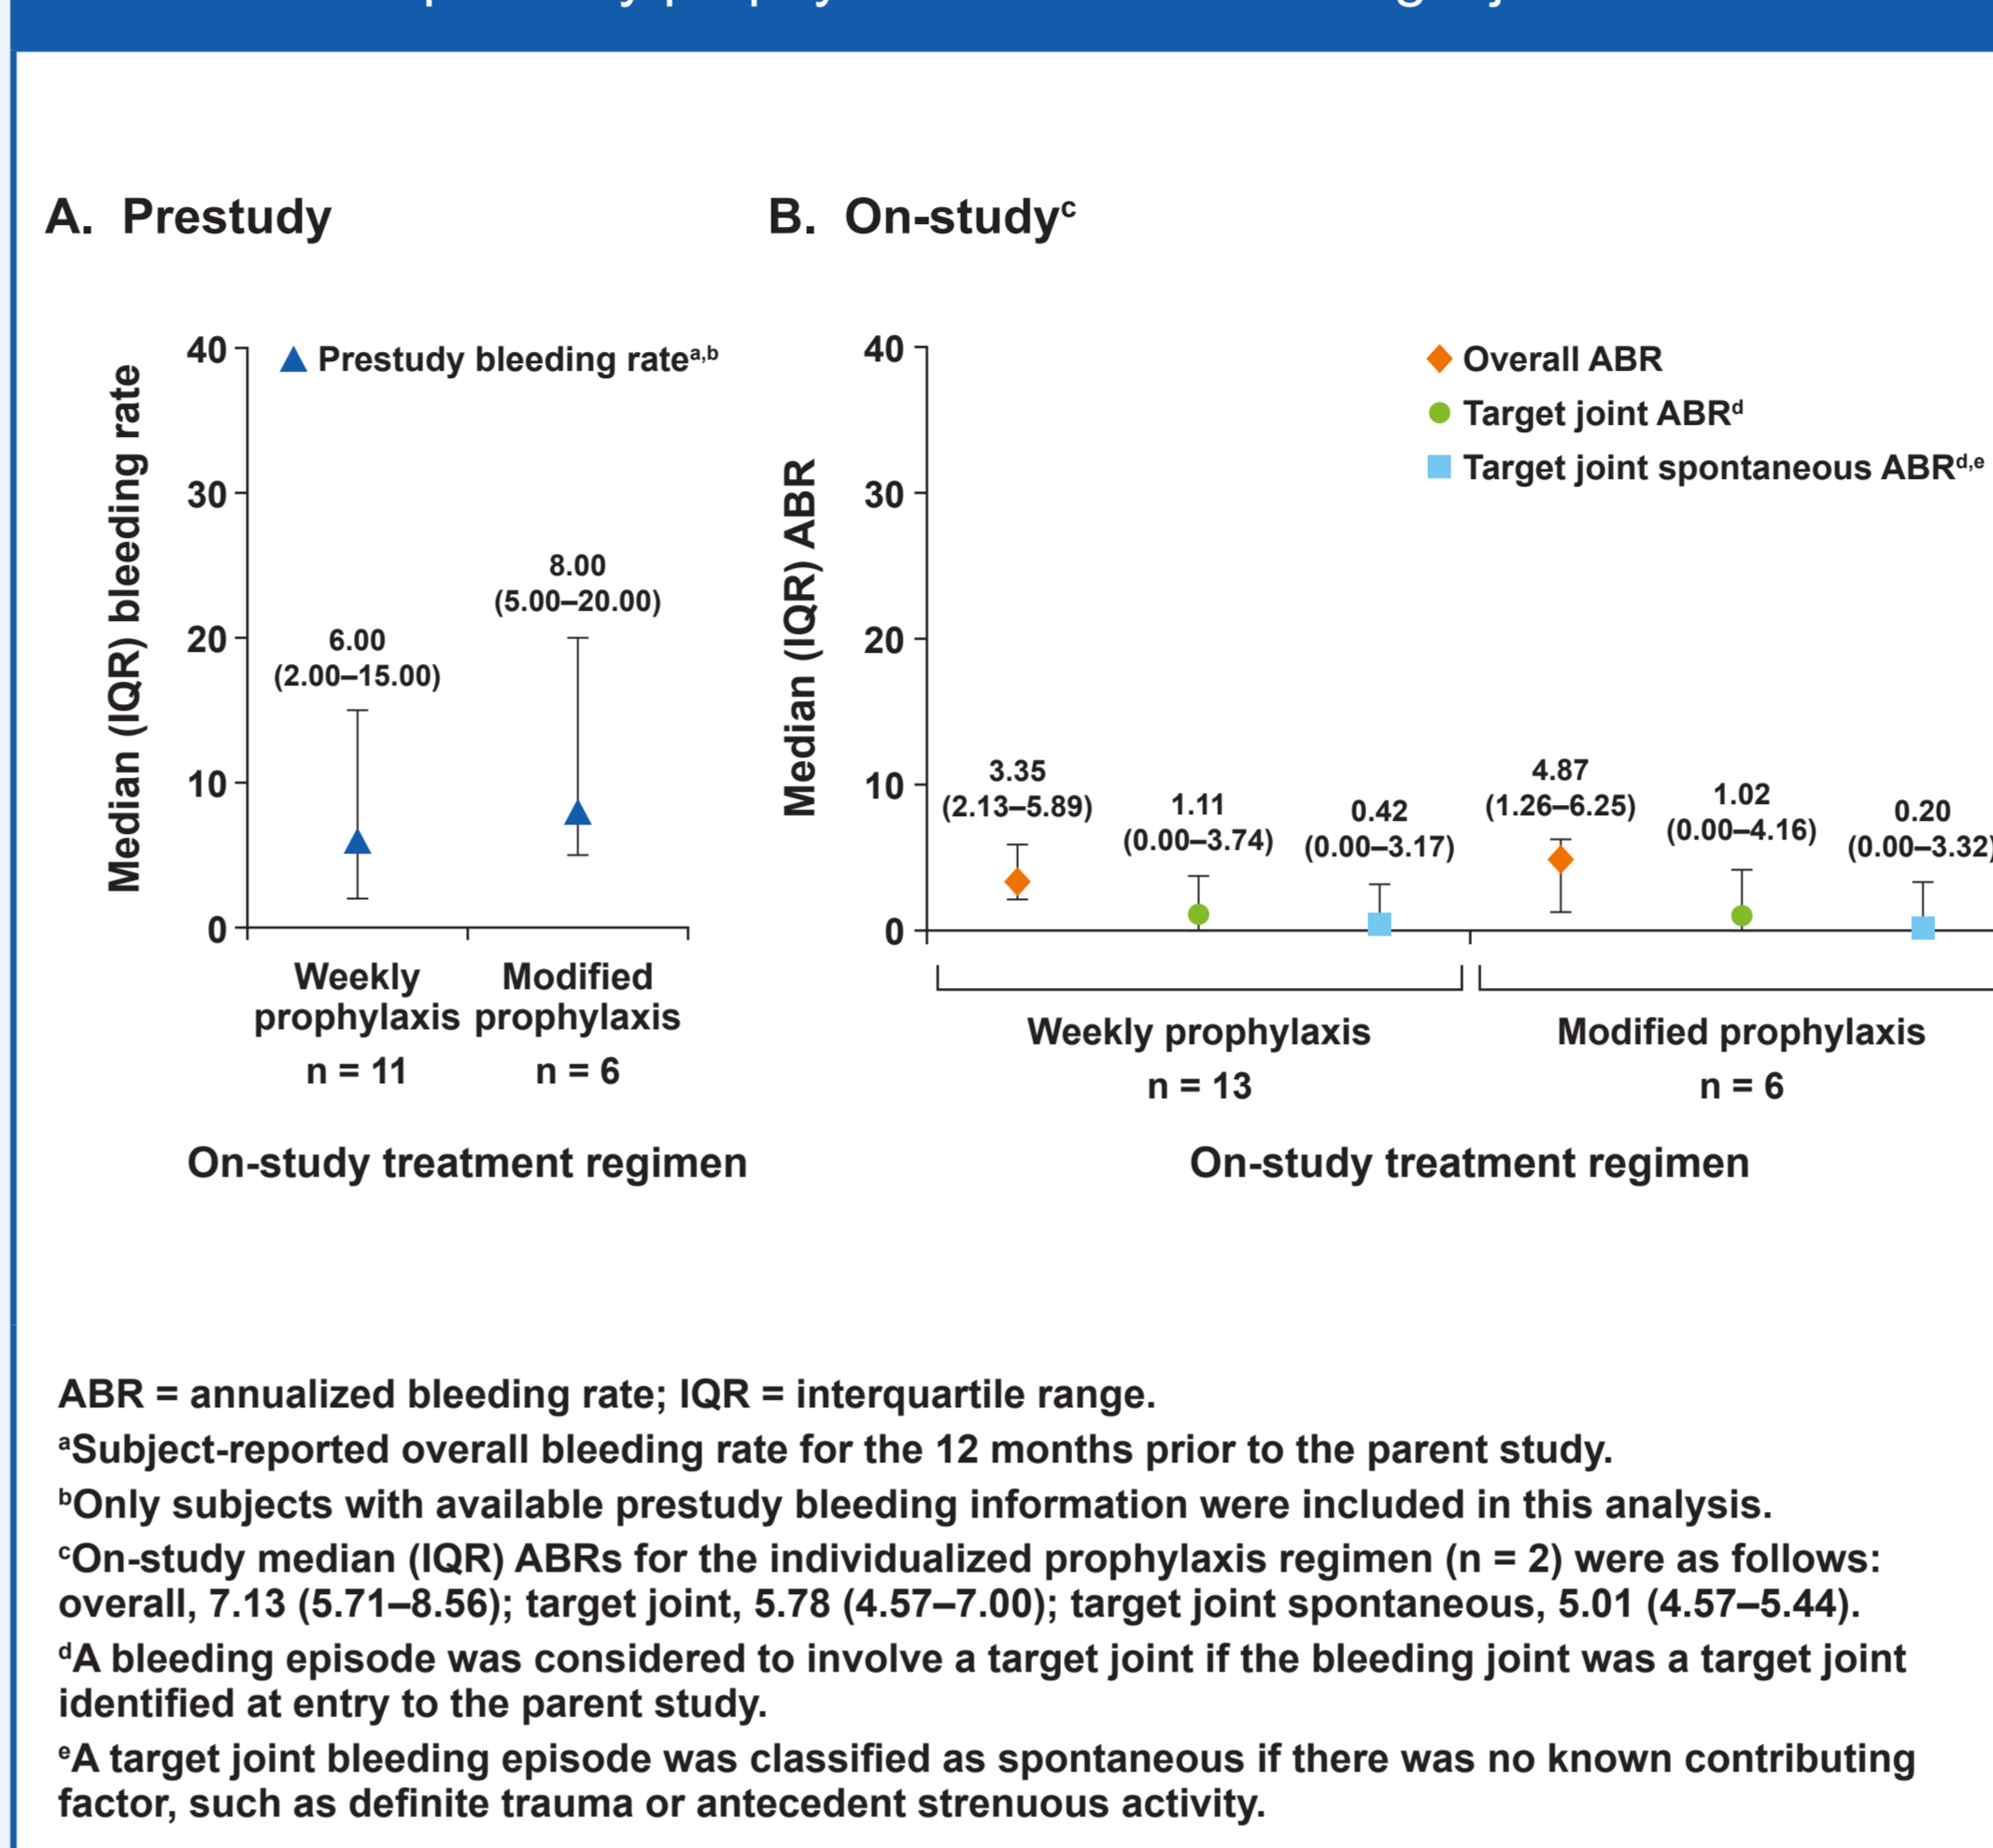 A. Prestudy
Median (IQR) bleeding rate
40
30
20
10
0
Prestudy bleeding rateᵃ,ᵇ
6.00
(2.00–15.00)
8.00
(5.00–20.00)
Weekly
prophylaxis
n = 11
Modified
prophylaxis
n = 6
On-study treatment regimen
B. On-studyᶜ
Median (IQR) ABR
40
30
20
10
0
Overall ABR
Target joint ABRᵈ
Target joint spontaneous ABRᵈ,ᵉ
3.35
(2.13–5.89)
1.11
(0.00–3.74)
0.42
(0.00–3.17)
4.87
(1.26–6.25)
1.02
(0.00–4.16)
0.20
(0.00–3.32)
Weekly prophylaxis
n = 13
Modified prophylaxis
n = 6
On-study treatment regimen
ABR = annualized bleeding rate; IQR = interquartile range.
ᵃSubject-reported overall bleeding rate for the 12 months prior to the parent study.
ᵇOnly subjects with available prestudy bleeding information were included in this analysis.
ᶜOn-study median (IQR) ABRs for the individualized prophylaxis regimen (n = 2) were as follows:
overall, 7.13 (5.71–8.56); target joint, 5.78 (4.57–7.00); target joint spontaneous, 5.01 (4.57–5.44).
ᵈA bleeding episode was considered to involve a target joint if the bleeding joint was a target joint
identified at entry to the parent study.
ᵉA target joint bleeding episode was classified as spontaneous if there was no known contributing
factor, such as definite trauma or antecedent strenuous activity.